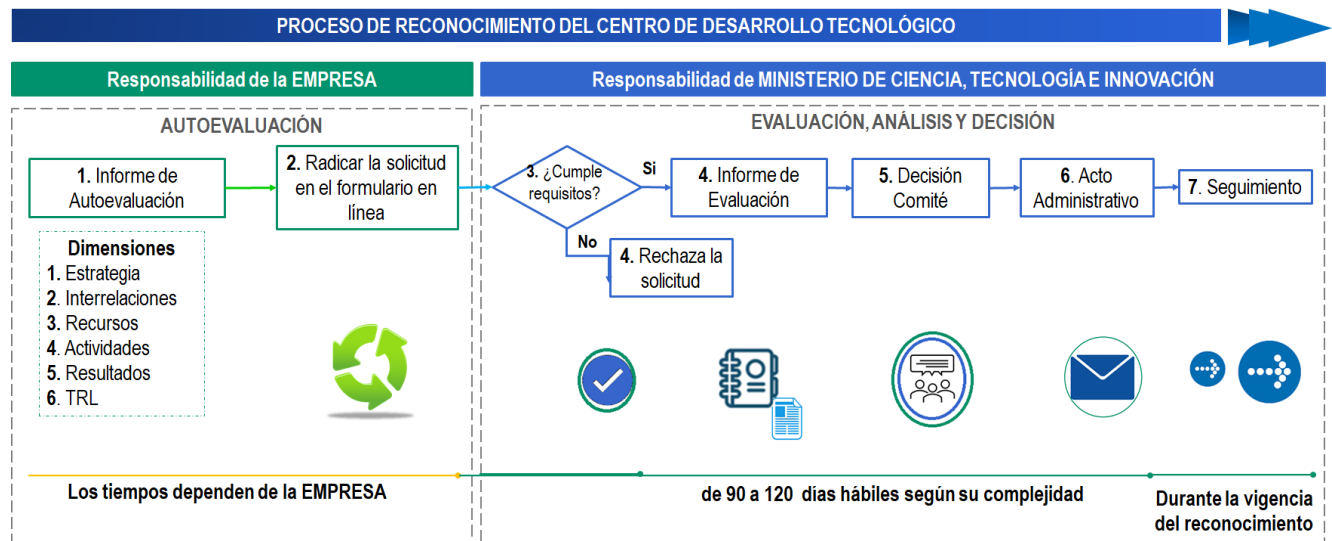 PROCESO DE RECONOCIMIENTO DEL CENTRO DE DESARROLLO TECNOLÓGICO
Responsabilidad de la EMPRESA
Responsabilidad de MINISTERIO DE CIENCIA, TECNOLOGÍA E INNOVACIÓN
AUTOEVALUACIÓN
EVALUACIÓN, ANÁLISIS Y DECISIÓN
1. Informe de
Autoevaluación
2. Radicar la solicitud
en el formulario en
línea
3. ¿Cumple
requisitos?
Si
4. Informe de
Evaluación
5. Decisión
Comité
6. Acto
Administrativo
7. Seguimiento
No
4. Rechaza la
solicitud
Dimensiones
1. Estrategia
2. Interrelaciones
3. Recursos
4. Actividades
5. Resultados
6. TRL
Los tiempos dependen de la EMPRESA
de 90 a 120 días hábiles según su complejidad
Durante la vigencia
del reconocimiento